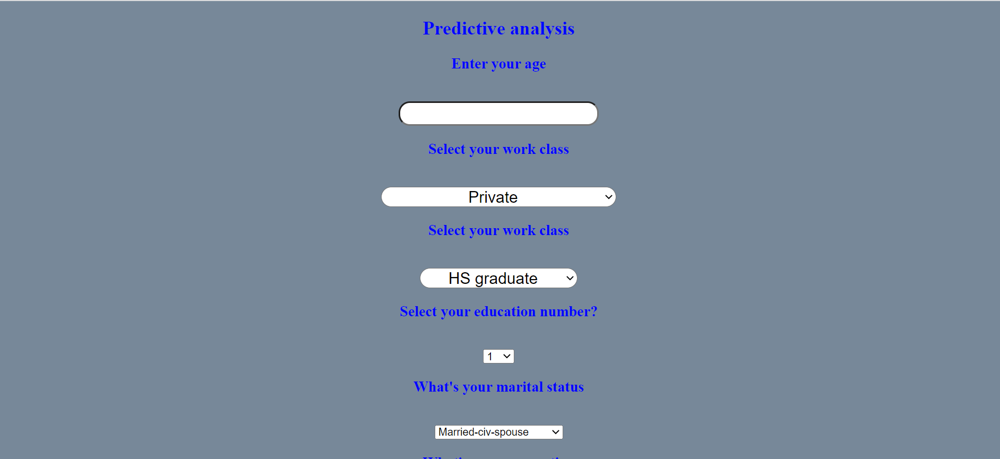 Predictive analysis
Enter your age
Select your work class
Private
Select your work class
HS graduate
Select your education number?
1
What's your marital status
Married-civ-spouse